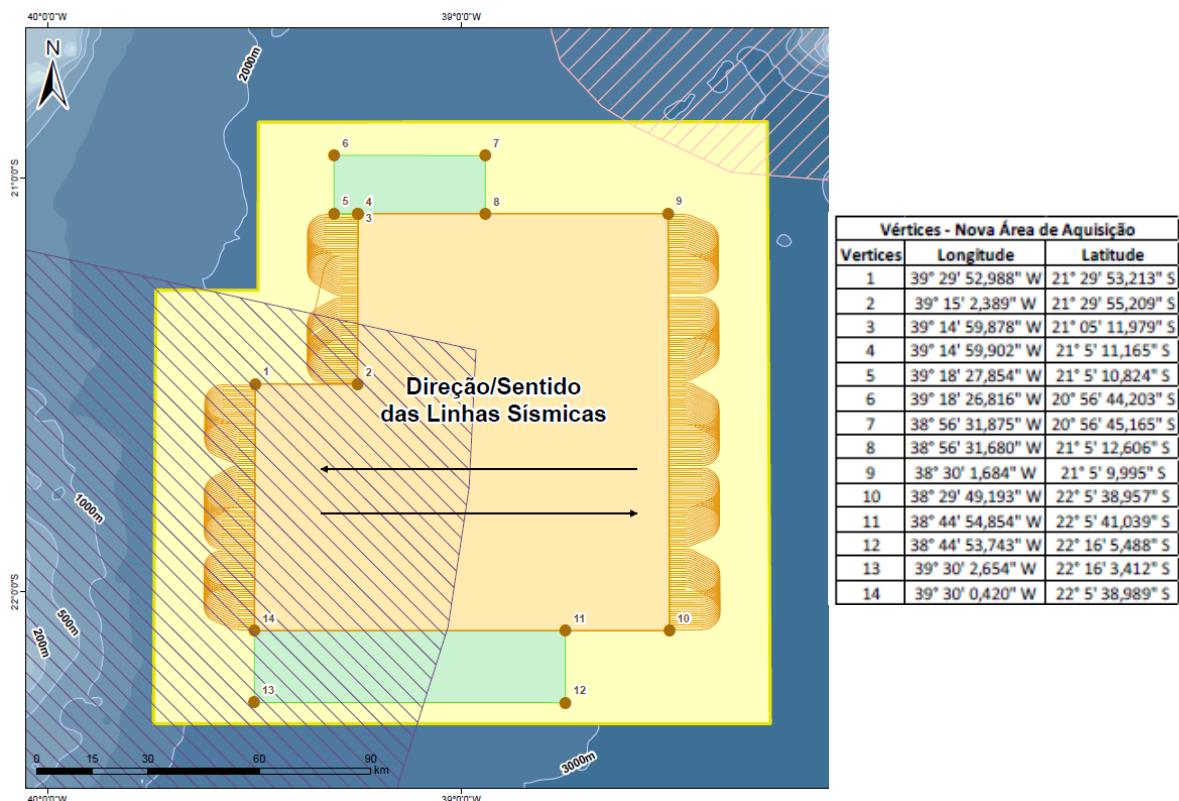 40°0'0"W
39°0'0"W
N
2000m
6
7
21°0'0"S
5
4
3
8
9
1
2
Direção/Sentido
das Linhas Sísmicas
1000m
22°0'0"S
500m
200m
14
11
10
13
12
3000m
0 15 30 60 90
km
40°0'0"W
39°0'0"W
Vértices - Nova Área de Aquisição
Vertices Longitude Latitude
1 39° 29' 52,988" W 21° 29' 53,213" S
2 39° 15' 2,389" W 21° 29' 55,209" S
3 39° 14' 59,878" W 21° 05' 11,979" S
4 39° 14' 59,902" W 21° 5' 11,165" S
5 39° 18' 27,854" W 21° 5' 10,824" S
6 39° 18' 26,816" W 20° 56' 44,203" S
7 38° 56' 31,875" W 20° 56' 45,165" S
8 38° 56' 31,680" W 21° 5' 12,606" S
9 38° 30' 1,684" W 21° 5' 9,995" S
10 38° 29' 49,193" W 22° 5' 38,957" S
11 38° 44' 54,854" W 22° 5' 41,039" S
12 38° 44' 53,743" W 22° 16' 5,488" S
13 39° 30' 2,654" W 22° 16' 3,412" S
14 39° 30' 0,420" W 22° 5' 38,989" S